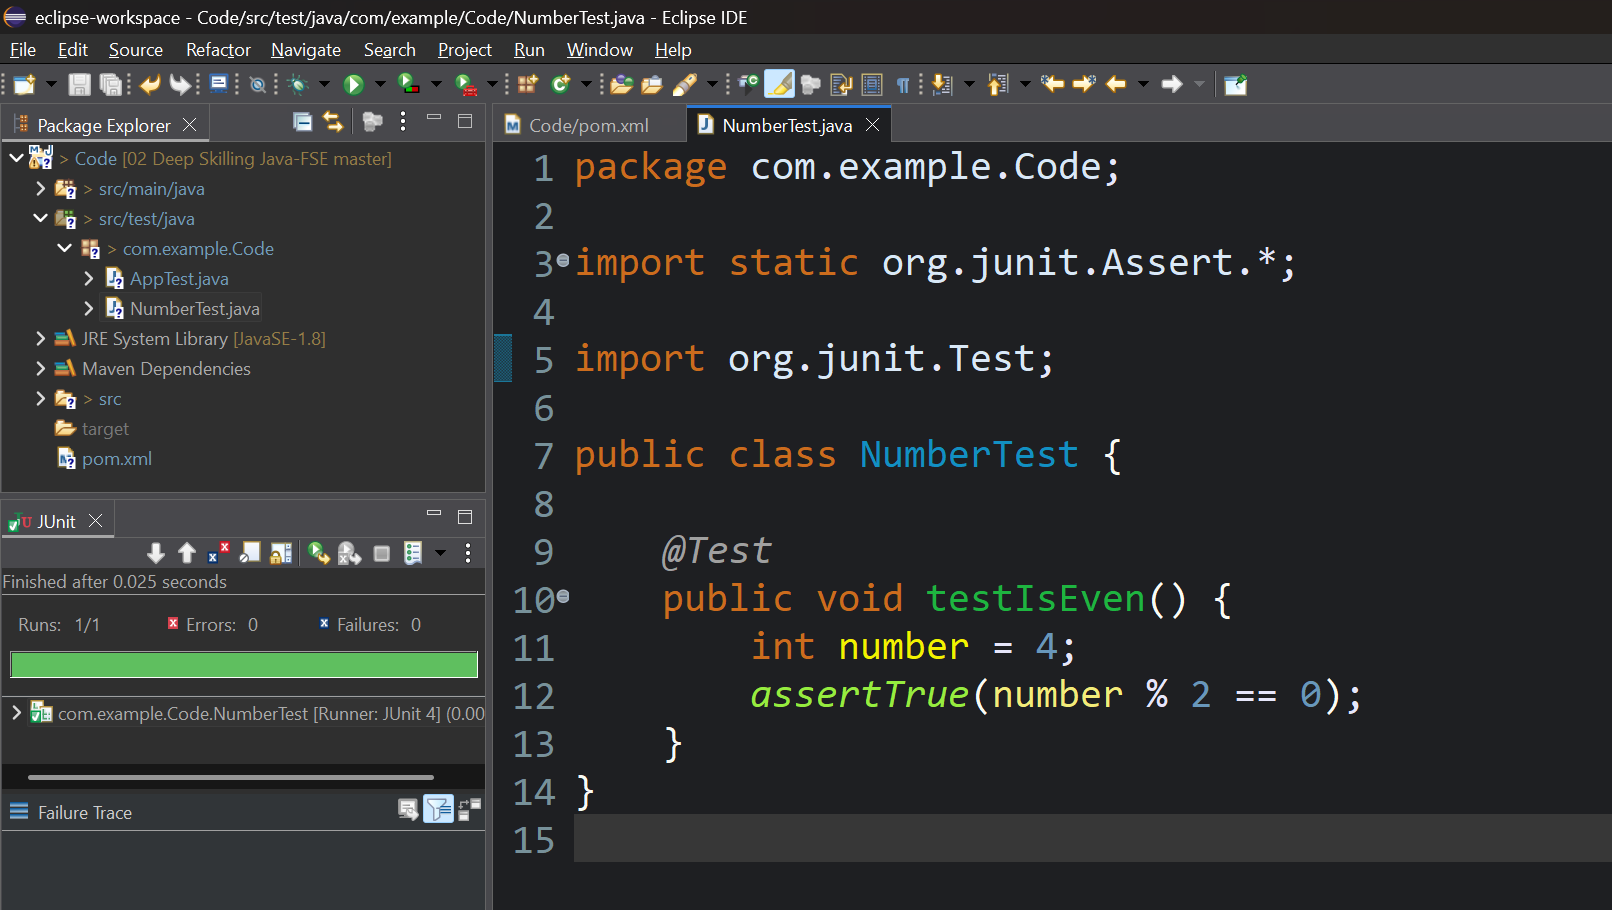 eclipse-workspace - Code/src/test/java/com/example/Code/NumberTest.java - Eclipse IDE
File Edit Source Refactor Navigate Search Project Run Window Help
Package Explorer
> Code [02 Deep Skilling Java-FSE master]
> src/main/java
> src/test/java
> com.example.Code
AppTest.java
NumberTest.java
JRE System Library [JavaSE-1.8]
Maven Dependencies
> src
target
pom.xml
JUnit
Finished after 0.025 seconds
Runs: 1/1 Errors: 0 Failures: 0
com.example.Code.NumberTest [Runner: JUnit 4] (0.00
Failure Trace
Code/pom.xml NumberTest.java
1 package com.example.Code;
2
3 import static org.junit.Assert.*;
4
5 import org.junit.Test;
6
7 public class NumberTest {
8
9 @Test
10 public void testIsEven() {
11 int number = 4;
12 assertTrue(number % 2 == 0);
13 }
14 }
15